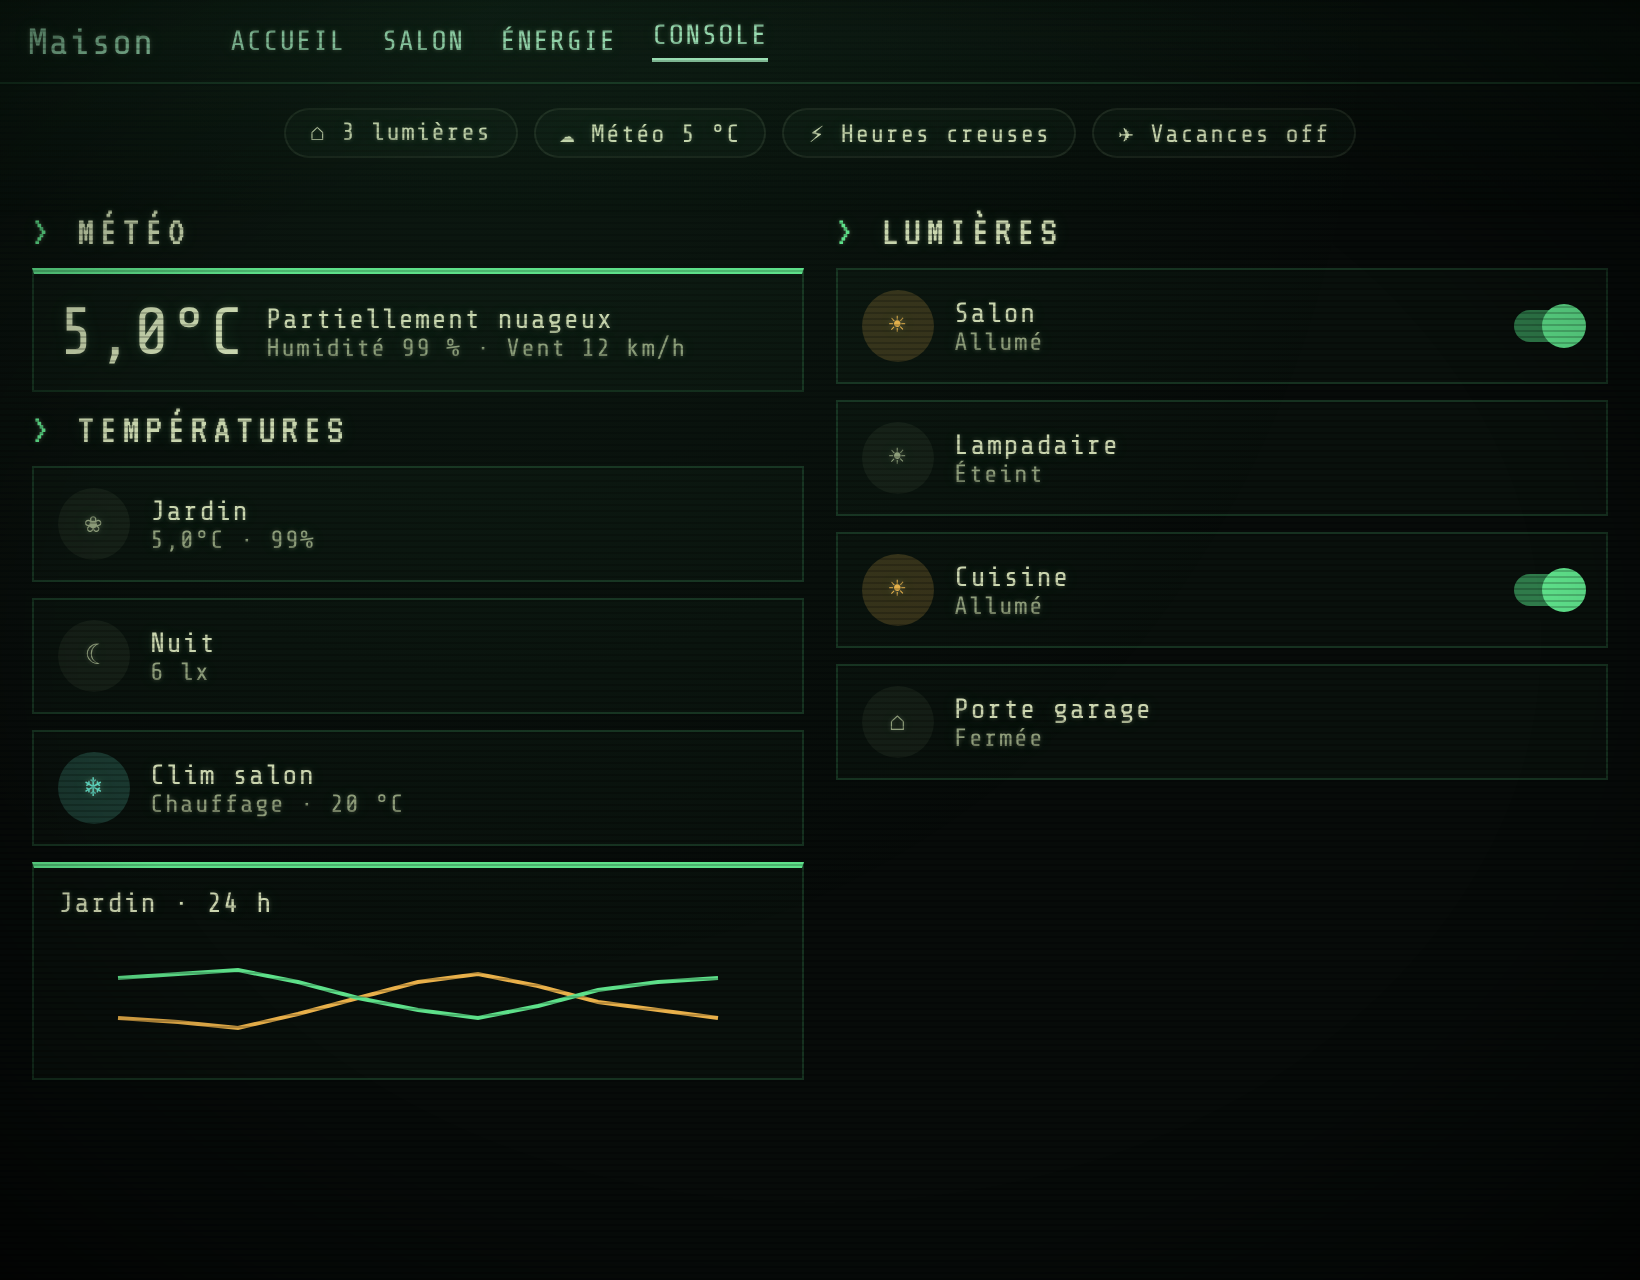 Maison
ACCUEIL
SALON
ÉNERGIE
CONSOLE
3 lumières
Météo 5 °C
Heures creuses
Vacances off
❯ MÉTÉO
5,0°C
Partiellement nuageux
Humidité 99 % · Vent 12 km/h
❯ TEMPÉRATURES
Jardin
5,0°C · 99%
Nuit
6 lx
Clim salon
Chauffage · 20 °C
Jardin · 24 h
❯ LUMIÈRES
Salon
Allumé
Lampadaire
Éteint
Cuisine
Allumé
Porte garage
Fermée